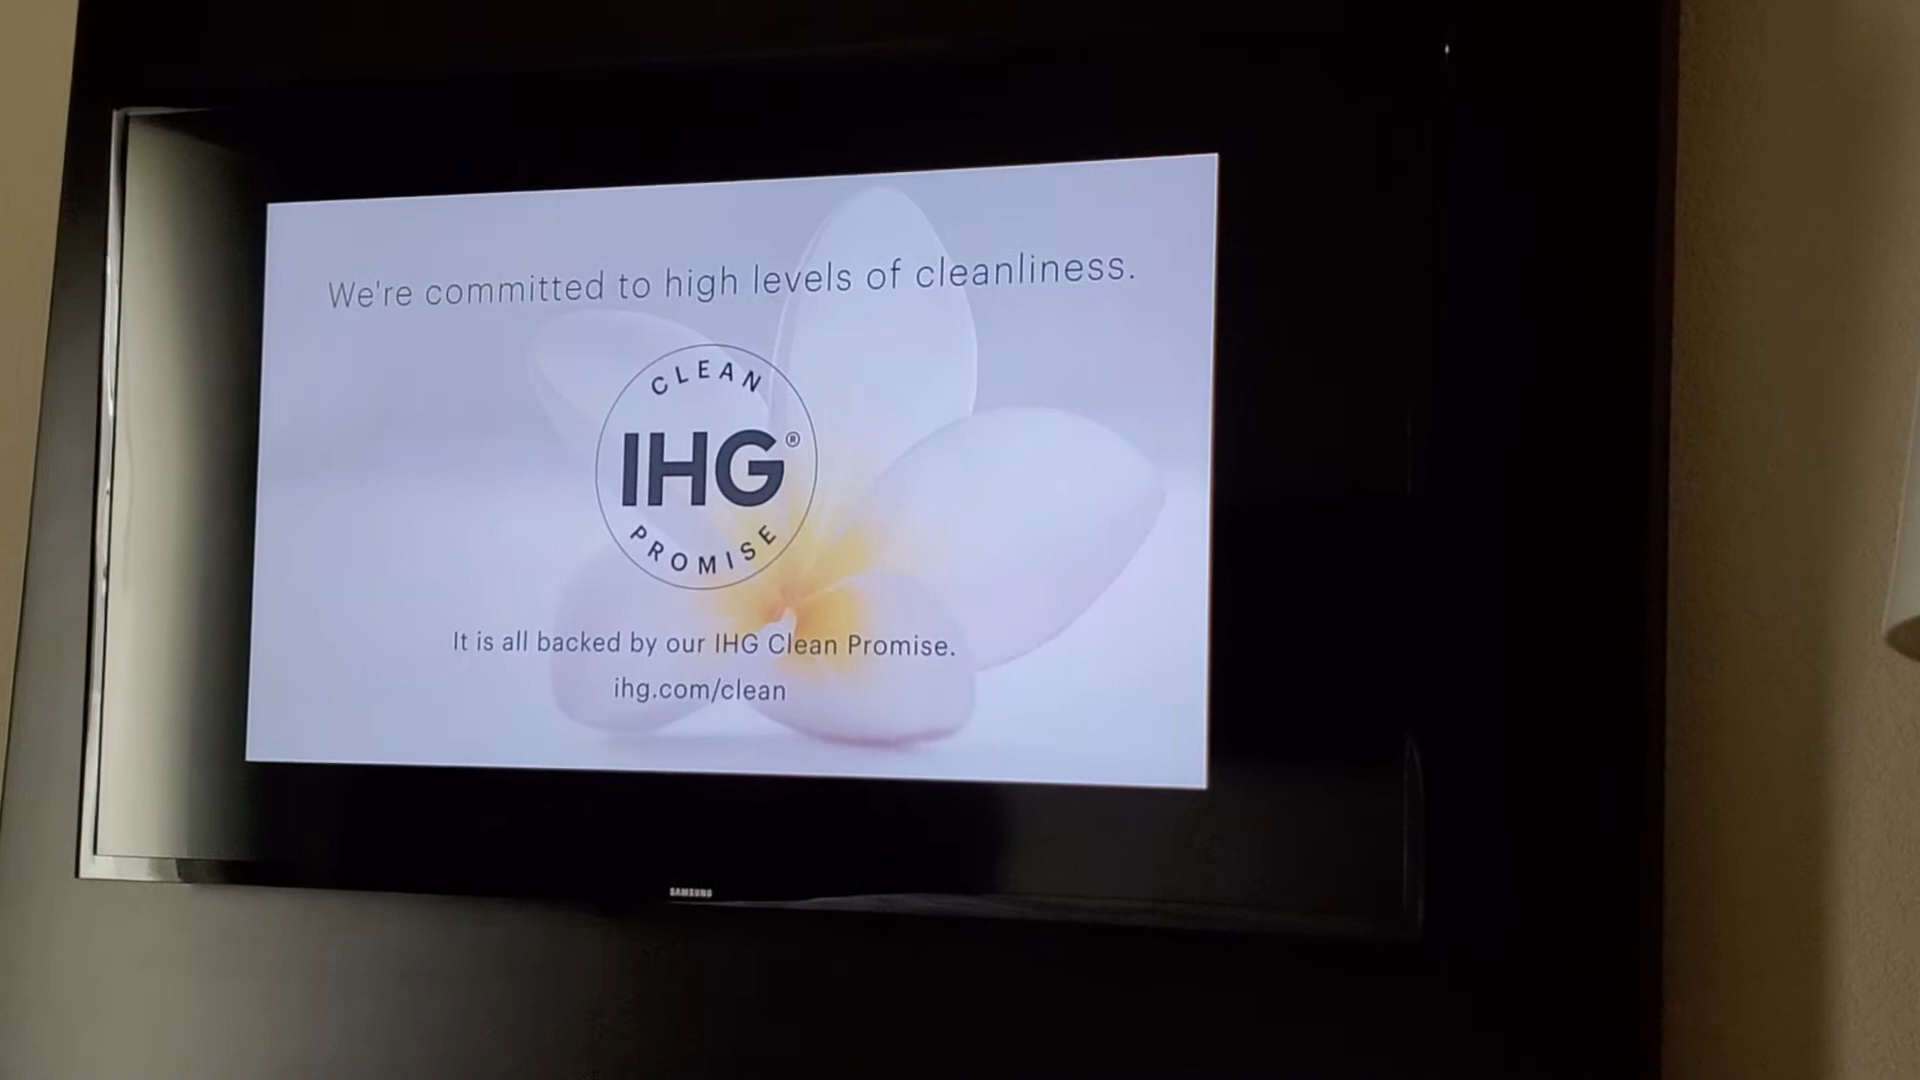 We're committed to high levels of cleanliness.
CLEAN
IHG®
PROMISE
It is all backed by our IHG Clean Promise.
ihg.com/clean
SAMSUNG